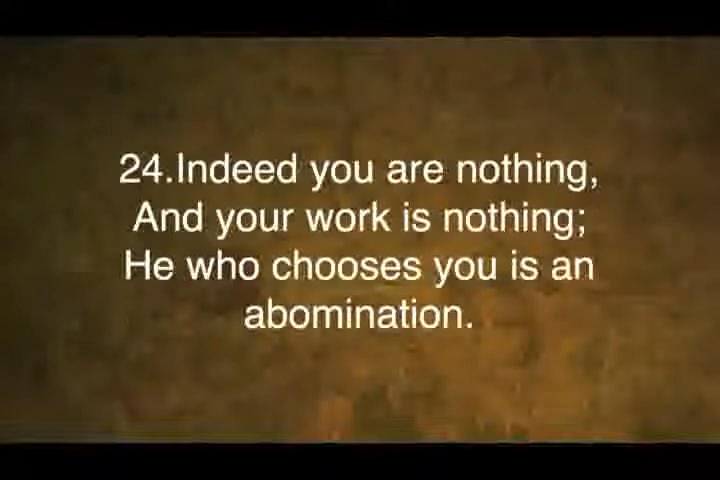 24.Indeed you are nothing,
And your work is nothing;
He who chooses you is an
abomination.